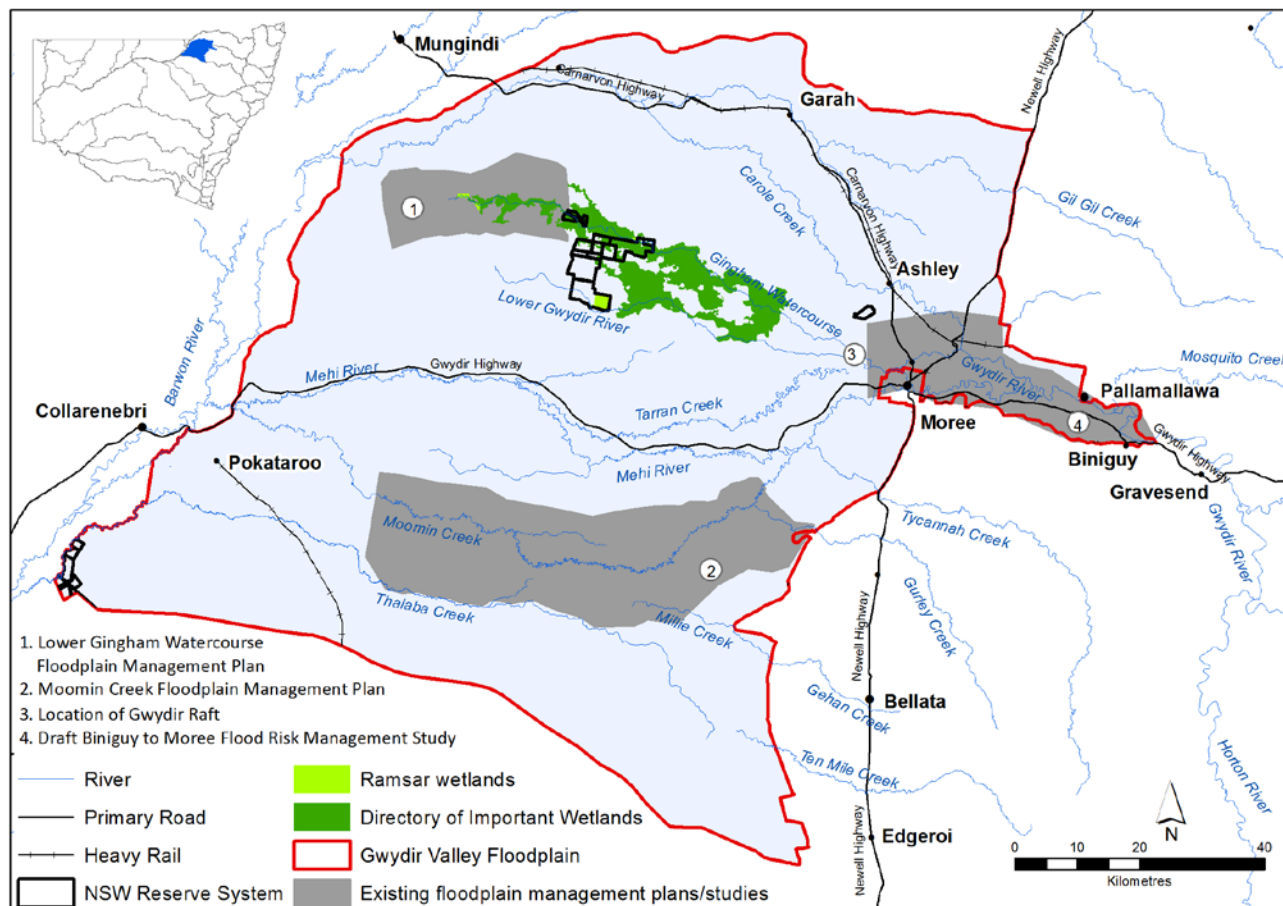 Mungindi
Carnarvon Highway
Garah
Newell Highway
Carole Creek
Carnarvon Highway
Gil Gil Creek
1
Ashley
Gingham Watercourse
Lower Gwydir River
Barwon River
3
Mosquito Creek
Mehi River
Gwydir Highway
Gwydir River
Pallamallawa
Collarenebri
Tarran Creek
Moree
4
Biniguy
Gwydir Highway
Pokataroo
Mehi River
Gravesend
Gwydir River
Moomin Creek
Tycannah Creek
2
Thalaba Creek
Millie Creek
Gurley Creek
Newell Highway
Gehan Creek
Bellata
Ten Mile Creek
Horton River
Newell Highway
Edgeroi
1. Lower Gingham Watercourse
Floodplain Management Plan
2. Moomin Creek Floodplain Management Plan
3. Location of Gwydir Raft
4. Draft Biniguy to Moree Flood Risk Management Study
River
Primary Road
Heavy Rail
NSW Reserve System
Ramsar wetlands
Directory of Important Wetlands
Gwydir Valley Floodplain
Existing floodplain management plans/studies
N
0 10 20 40
Kilometres